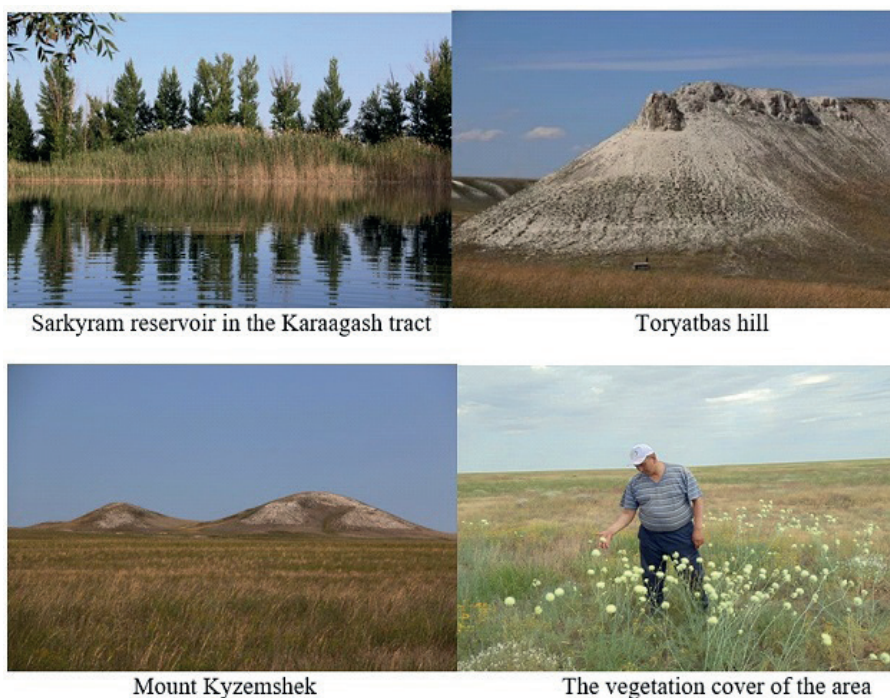 Sarkyram reservoir in the Karaagash tract
Toryatbas hill
Mount Kyzemshek
The vegetation cover of the area